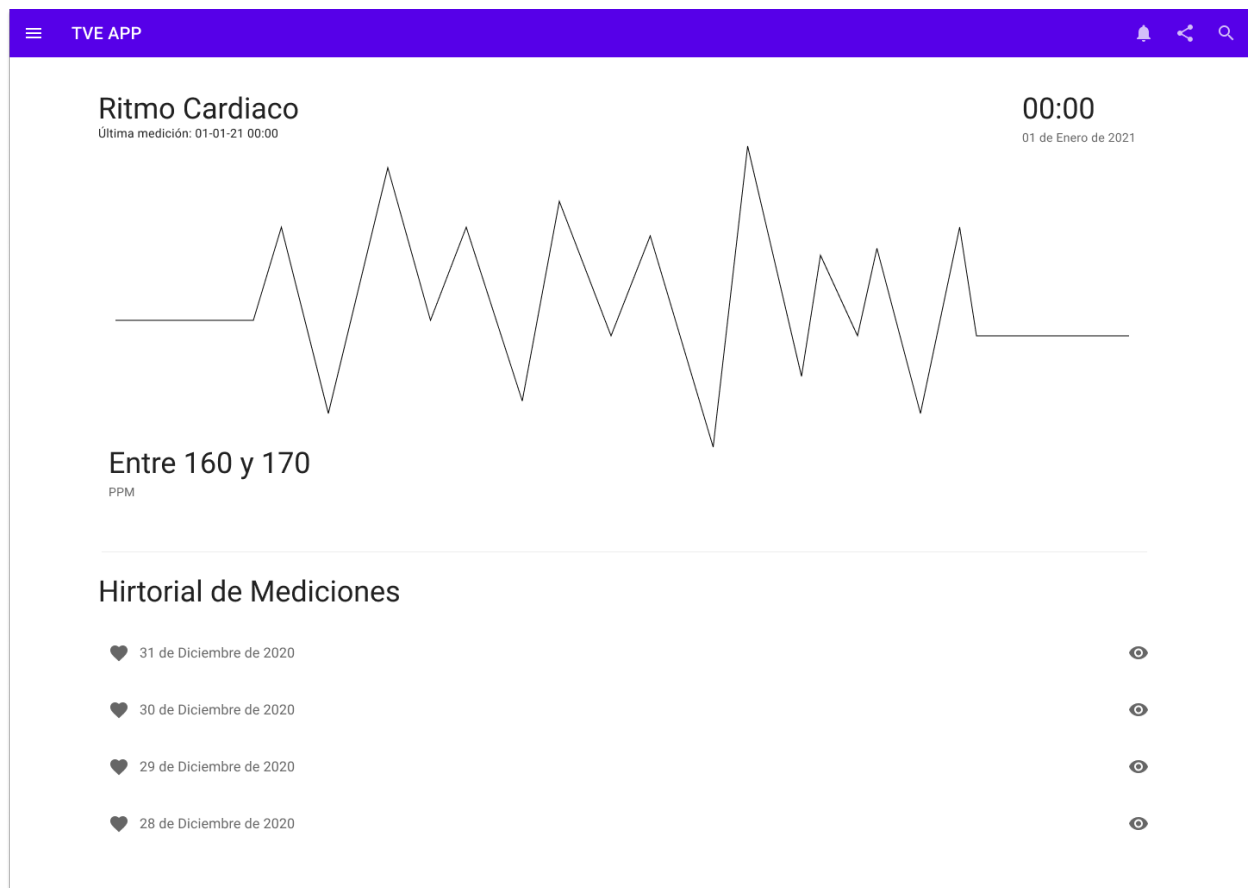 TVE APP
Ritmo Cardiaco
Última medición: 01-01-21 00:00
00:00
01 de Enero de 2021
Entre 160 y 170
PPM
Hirtorial de Mediciones
31 de Diciembre de 2020
30 de Diciembre de 2020
29 de Diciembre de 2020
28 de Diciembre de 2020